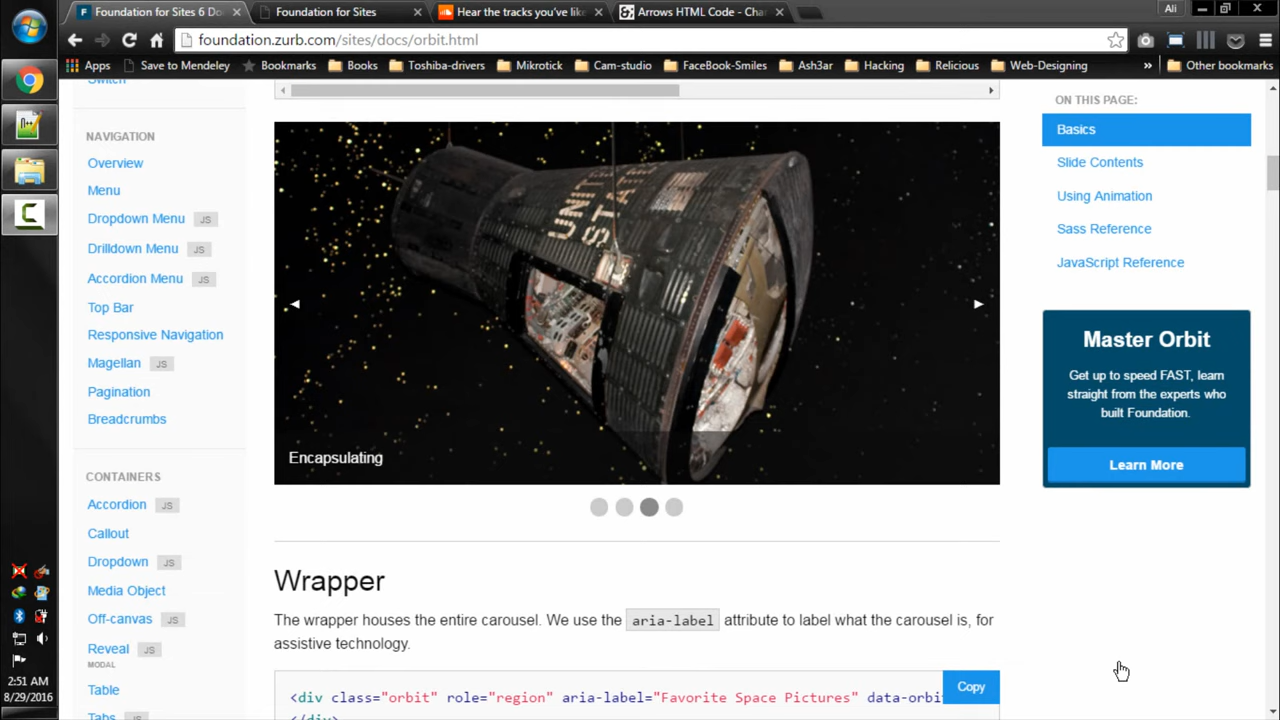 Foundation for Sites 6 Do
Foundation for Sites
Hear the tracks you've like
Arrows HTML Code - Char
Ali
foundation.zurb.com/sites/docs/orbit.html
Apps
Save to Mendeley
Bookmarks
Books
Toshiba-drivers
Mikrotick
Cam-studio
FaceBook-Smiles
Ash3ar
Hacking
Relicious
Web-Designing
»
Other bookmarks
Switch
NAVIGATION
Overview
Menu
Dropdown Menu JS
Drilldown Menu JS
Accordion Menu JS
Top Bar
Responsive Navigation
Magellan JS
Pagination
Breadcrumbs
CONTAINERS
Accordion JS
Callout
Dropdown JS
Media Object
Off-canvas JS
Reveal JS
MODAL
Table
Tabs
UNITE
STATE
Encapsulating
Wrapper
The wrapper houses the entire carousel. We use the aria-label attribute to label what the carousel is, for
assistive technology.
Copy
<div class="orbit" role="region" aria-label="Favorite Space Pictures" data-orbi
</div>
ON THIS PAGE:
Basics
Slide Contents
Using Animation
Sass Reference
JavaScript Reference
Master Orbit
Get up to speed FAST, learn
straight from the experts who
built Foundation.
Learn More
2:51 AM
8/29/2016